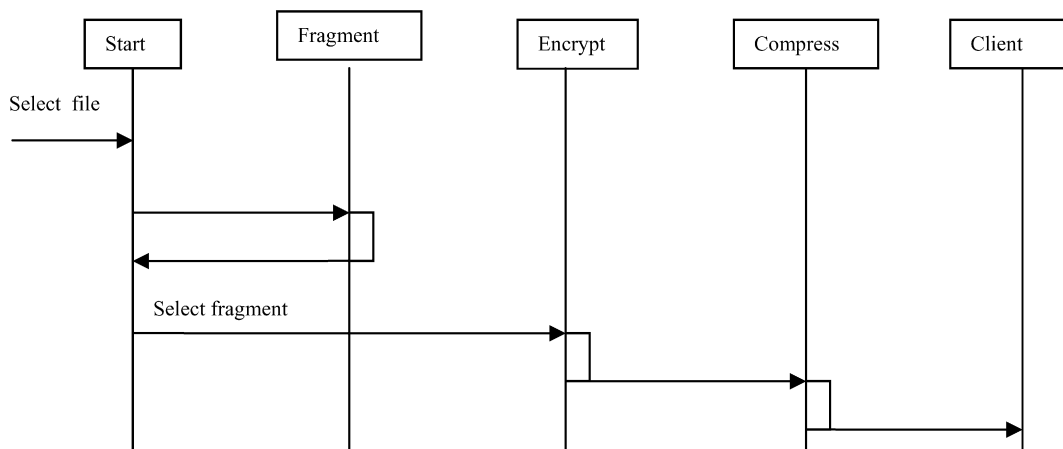 Start
Fragment
Encrypt
Compress
Client
Select file
Select fragment